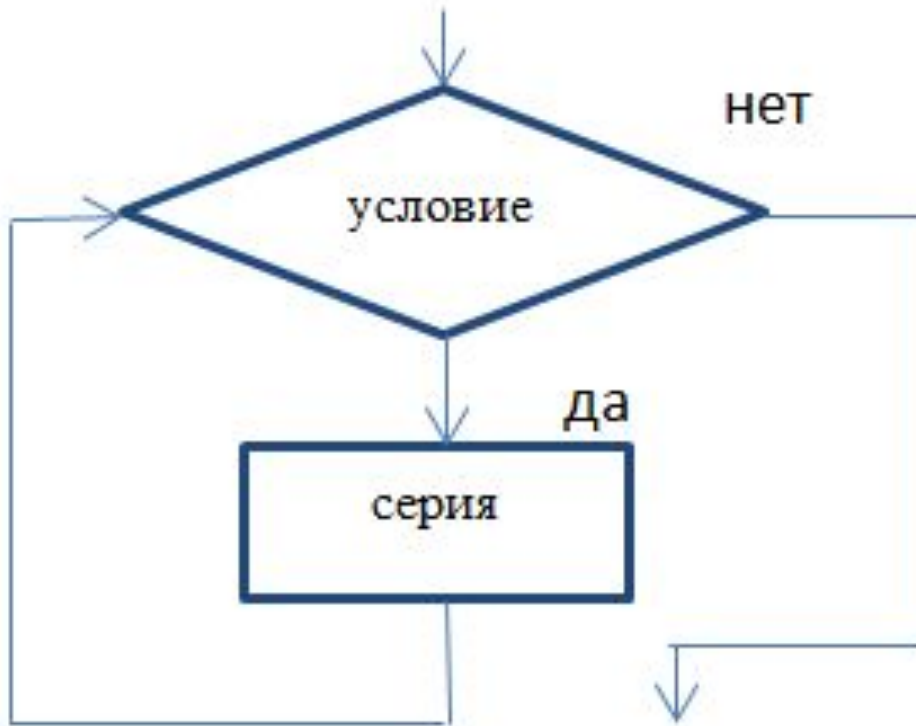 нет
условие
да
серия